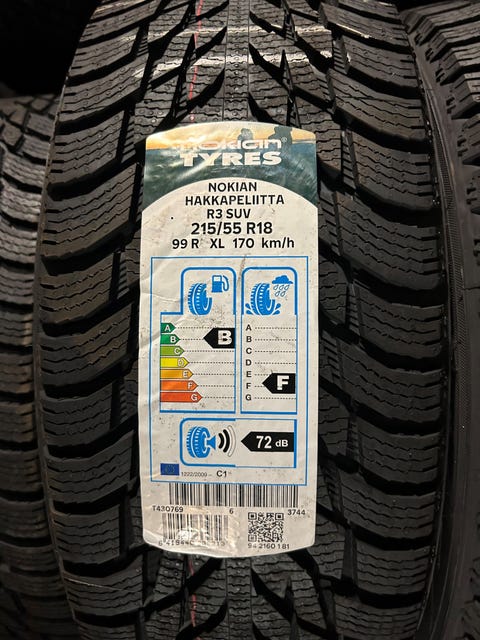 nokian
TYRES
NOKIAN
HAKKAPELIITTA
R3 SUV
215/55 R18
99 R XL 170 km/h
A
B
C
D
E
F
G
B
A
B
C
D
E
F
G
F
72 dB
1222/2009 - C1
T430769 6 3744
942160181